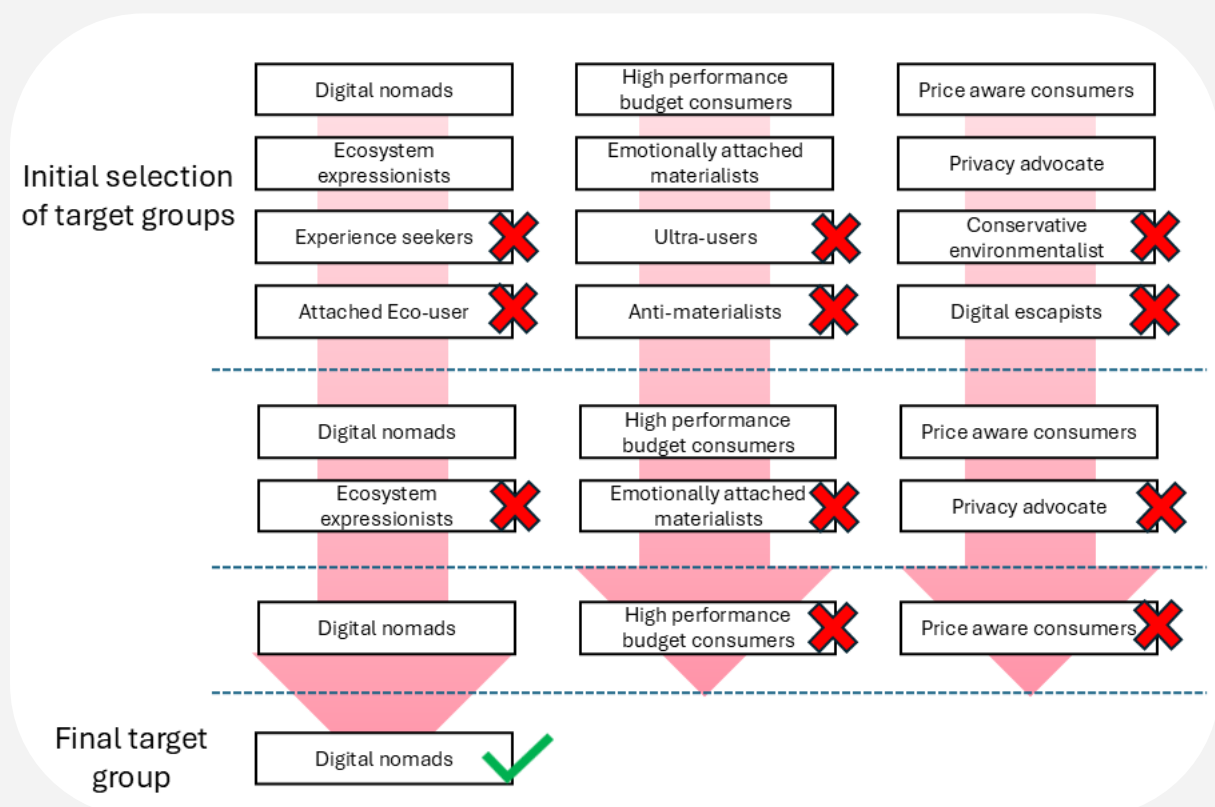 Digital nomads
High performance
budget consumers
Price aware consumers
Initial selection
of target groups
Ecosystem
expressionists
Emotionally attached
materialists
Privacy advocate
Experience seekers
Ultra-users
Conservative
environmentalist
Attached Eco-user
Anti-materialists
Digital escapists
Digital nomads
High performance
budget consumers
Price aware consumers
Ecosystem
expressionists
Emotionally attached
materialists
Privacy advocate
Digital nomads
High performance
budget consumers
Price aware consumers
Final target
group
Digital nomads